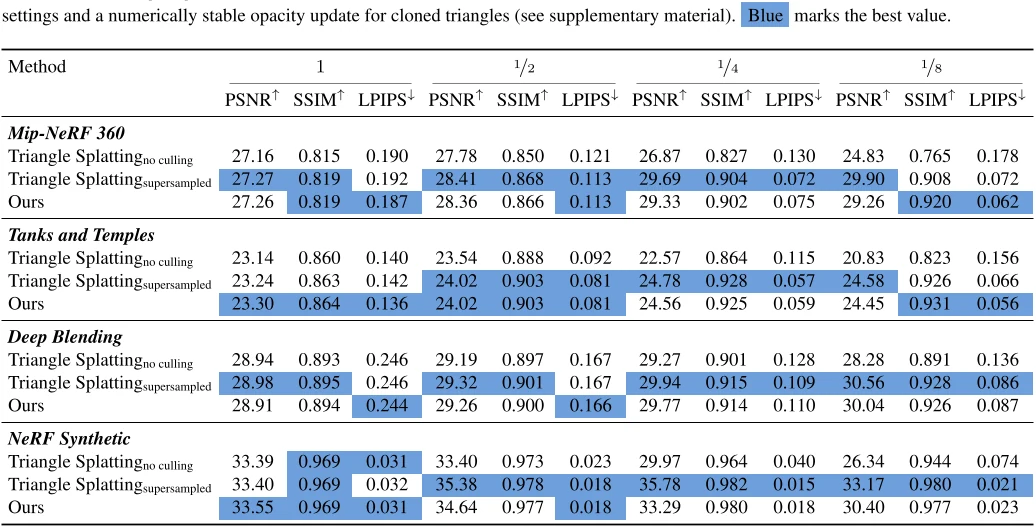 settings and a numerically stable opacity update for cloned triangles (see supplementary material). Blue marks the best value.
Method 1 1/2 1/4 1/8
PSNR↑ SSIM↑ LPIPS↓ PSNR↑ SSIM↑ LPIPS↓ PSNR↑ SSIM↑ LPIPS↓ PSNR↑ SSIM↑ LPIPS↓
Mip-NeRF 360
Triangle Splatting no culling 27.16 0.815 0.190 27.78 0.850 0.121 26.87 0.827 0.130 24.83 0.765 0.178
Triangle Splatting supersampled 27.27 0.819 0.192 28.41 0.868 0.113 29.69 0.904 0.072 29.90 0.908 0.072
Ours 27.26 0.819 0.187 28.36 0.866 0.113 29.33 0.902 0.075 29.26 0.920 0.062
Tanks and Temples
Triangle Splatting no culling 23.14 0.860 0.140 23.54 0.888 0.092 22.57 0.864 0.115 20.83 0.823 0.156
Triangle Splatting supersampled 23.24 0.863 0.142 24.02 0.903 0.081 24.78 0.928 0.057 24.58 0.926 0.066
Ours 23.30 0.864 0.136 24.02 0.903 0.081 24.56 0.925 0.059 24.45 0.931 0.056
Deep Blending
Triangle Splatting no culling 28.94 0.893 0.246 29.19 0.897 0.167 29.27 0.901 0.128 28.28 0.891 0.136
Triangle Splatting supersampled 28.98 0.895 0.246 29.32 0.901 0.167 29.94 0.915 0.109 30.56 0.928 0.086
Ours 28.91 0.894 0.244 29.26 0.900 0.166 29.77 0.914 0.110 30.04 0.926 0.087
NeRF Synthetic
Triangle Splatting no culling 33.39 0.969 0.031 33.40 0.973 0.023 29.97 0.964 0.040 26.34 0.944 0.074
Triangle Splatting supersampled 33.40 0.969 0.032 35.38 0.978 0.018 35.78 0.982 0.015 33.17 0.980 0.021
Ours 33.55 0.969 0.031 34.64 0.977 0.018 33.29 0.980 0.018 30.40 0.977 0.023